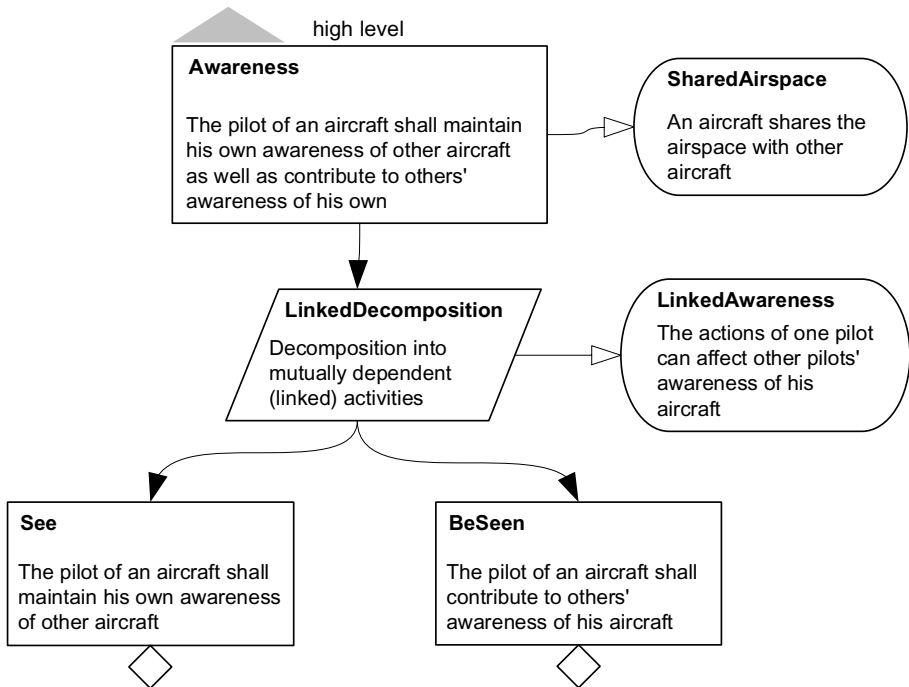 high level
Awareness
The pilot of an aircraft shall maintain
his own awareness of other aircraft
as well as contribute to others'
awareness of his own
SharedAirspace
An aircraft shares the
airspace with other
aircraft
LinkedDecomposition
Decomposition into
mutually dependent
(linked) activities
LinkedAwareness
The actions of one pilot
can affect other pilots'
awareness of his
aircraft
See
The pilot of an aircraft shall
maintain his own awareness
of other aircraft
BeSeen
The pilot of an aircraft shall
contribute to others'
awareness of his aircraft